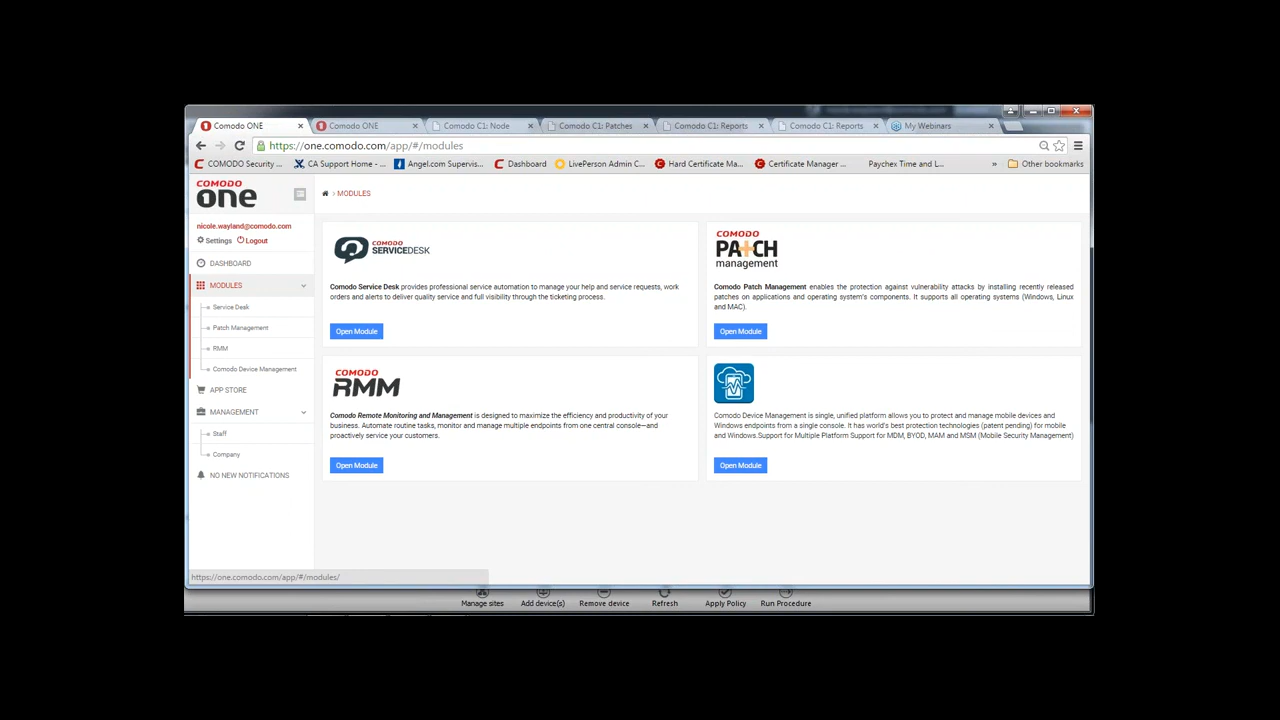 Comodo ONE
Comodo ONE
Comodo C1: Node
Comodo C1: Patches
Comodo C1: Reports
Comodo C1: Reports
My Webinars
https://one.comodo.com/app/#/modules
COMODO Security ...
CA Support Home - ...
Angel.com Supervis...
Dashboard
LivePerson Admin C...
Hard Certificate Ma...
Certificate Manager ...
Paychex Time and L...
»
Other bookmarks
COMODO
one
nicole.wayland@comodo.com
Settings Logout
DASHBOARD
MODULES
Service Desk
Patch Management
RMM
Comodo Device Management
APP STORE
MANAGEMENT
Staff
Company
NO NEW NOTIFICATIONS
› MODULES
COMODO
SERVICEDESK
Comodo Service Desk provides professional service automation to manage your help and service requests, work
orders and alerts to deliver quality service and full visibility through the ticketing process.
Open Module
COMODO
PATCH
management
Comodo Patch Management enables the protection against vulnerability attacks by installing recently released
patches on applications and operating system's components. It supports all operating systems (Windows, Linux
and MAC).
Open Module
COMODO
RMM
Comodo Remote Monitoring and Management is designed to maximize the efficiency and productivity of your
business. Automate routine tasks, monitor and manage multiple endpoints from one central console—and
proactively service your customers.
Open Module
Comodo Device Management is single, unified platform allows you to protect and manage mobile devices and
Windows endpoints from a single console. It has world's best protection technologies (patent pending) for mobile
and Windows.Support for Multiple Platform Support for MDM, BYOD, MAM and MSM (Mobile Security Management)
Open Module
https://one.comodo.com/app/#/modules/
Manage sites
Add device(s)
Remove device
Refresh
Apply Policy
Run Procedure